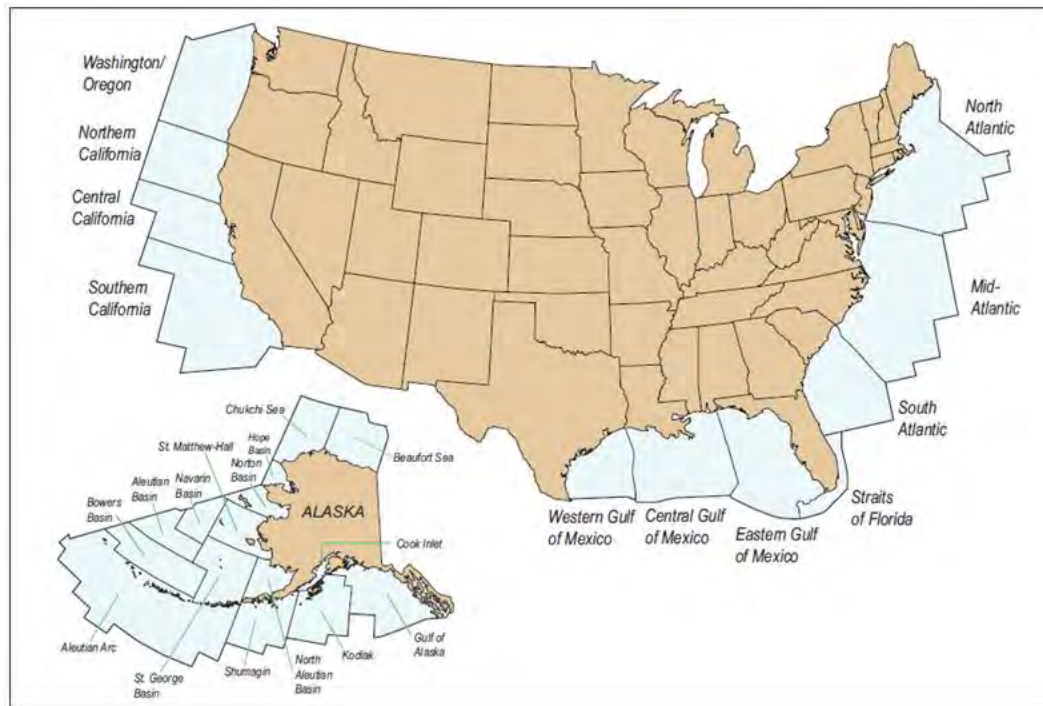 Washington/
Oregon
Northern
California
Central
California
Southern
California
North
Atlantic
Mid-
Atlantic
South
Atlantic
Straits
of Florida
Western Gulf
of Mexico
Central Gulf
of Mexico
Eastern Gulf
of Mexico
Chukchi Sea
St. Matthew-Hall
Hope
Basin
Beaufort Sea
Norton
Basin
Navarin
Basin
Aleutian
Basin
Bowers
Basin
ALASKA
Cook Inlet
Aleutian Arc
St. George
Basin
Shumagin
North
Aleutian
Basin
Kodiak
Gulf of
Alaska